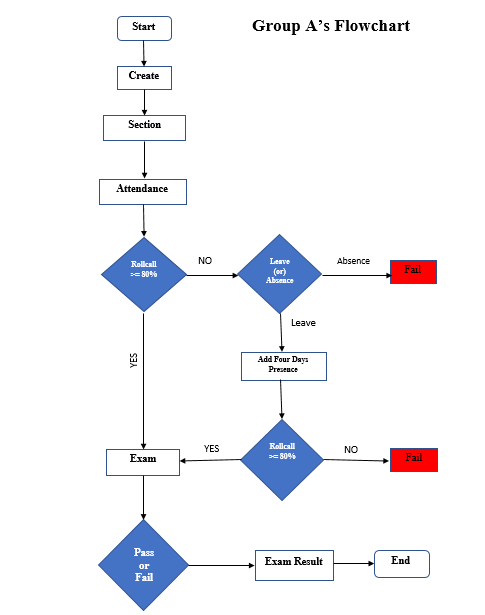 Start
Group A's Flowchart
Create
Section
Attendance
Rollcall
>= 80%
NO
Leave
(or)
Absence
Absence
Fail
Leave
YES
Add Four Days
Presence
Rollcall
>= 80%
NO
Fail
YES
Exam
Pass
or
Fail
Exam Result
End